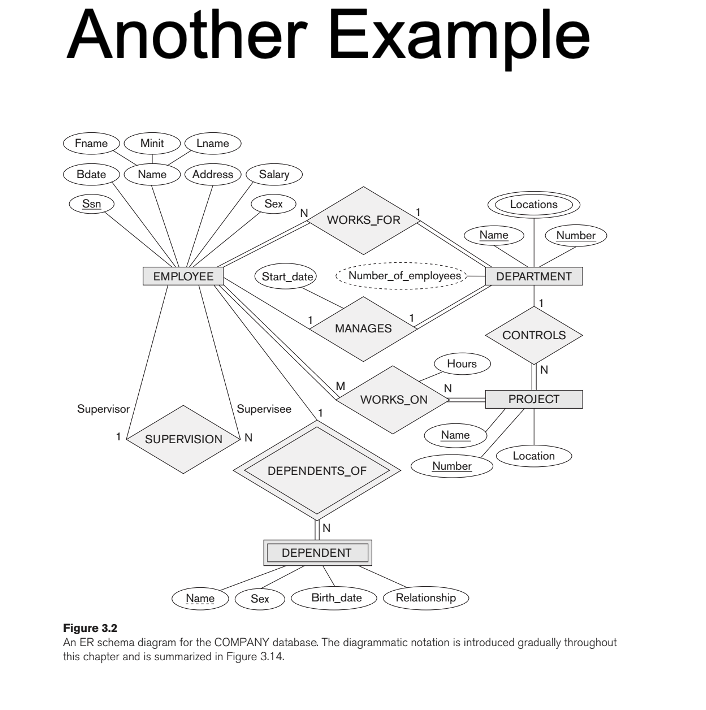 Another Example
Fname Minit Lname
Bdate Name Address Salary
Ssn Sex
Locations
Name Number
N WORKS_FOR 1
EMPLOYEE Start_date Number_of_employees DEPARTMENT
1 MANAGES 1
1
CONTROLS
N
Hours
M WORKS_ON N PROJECT
Supervisor Supervisee
1 SUPERVISION N
1
Name
Number Location
DEPENDENTS_OF
N
DEPENDENT
Name Sex Birth_date Relationship
Figure 3.2
An ER schema diagram for the COMPANY database. The diagrammatic notation is introduced gradually throughout
this chapter and is summarized in Figure 3.14.